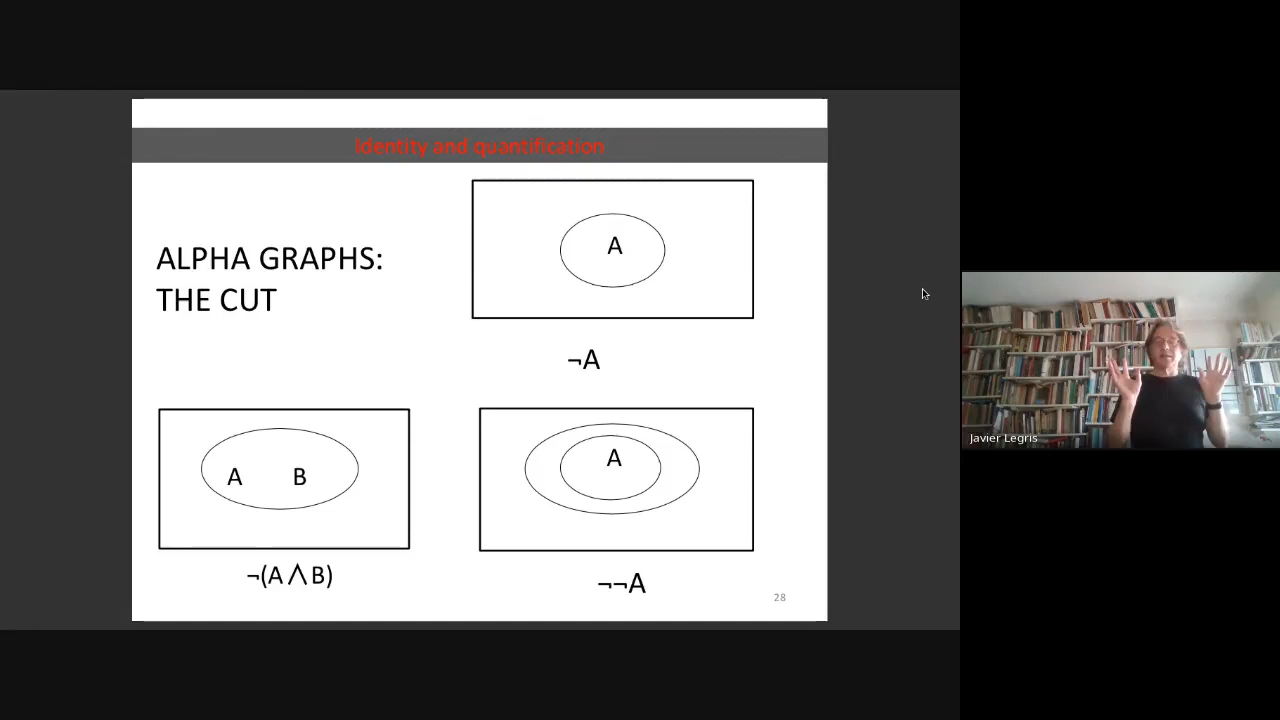 Identity and quantification
ALPHA GRAPHS:
THE CUT
A
¬A
A B
¬(A⋀B)
A
¬¬A
28
Javier Legris